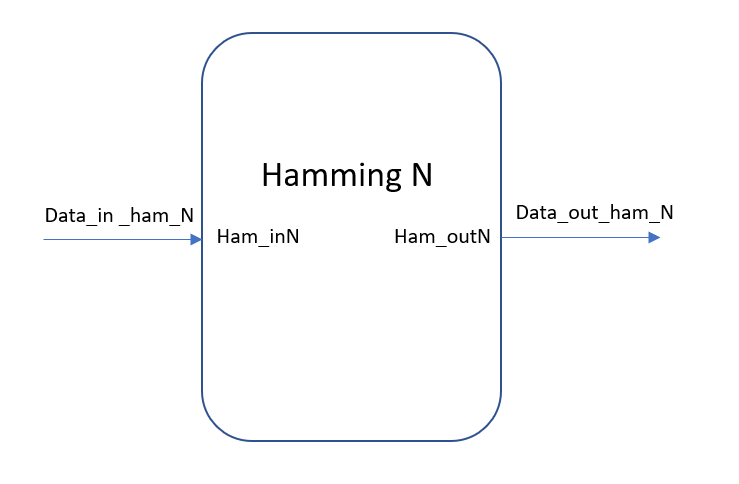 Hamming N
Data_in _ham_N
Data_out_ham_N
Ham_inN
Ham_outN